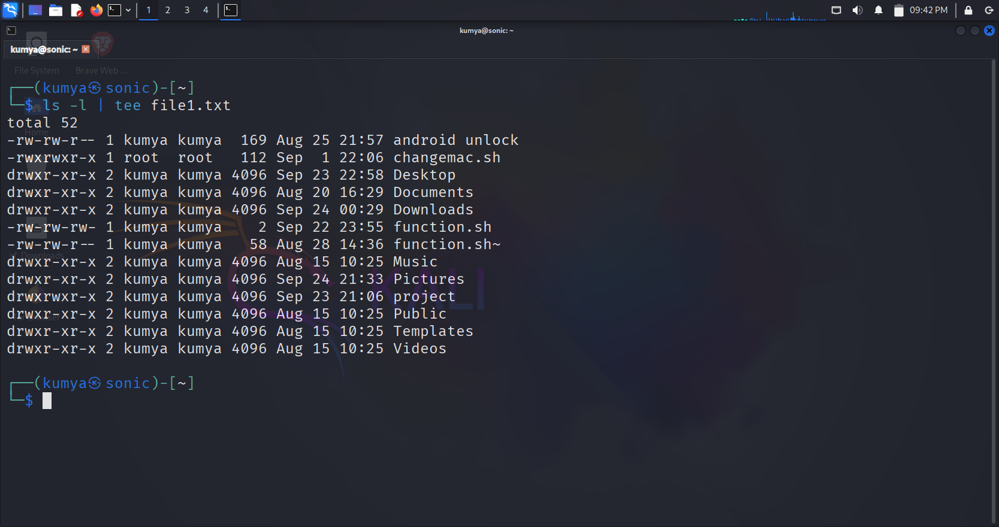 1 2 3 4 09:42 PM
kumya@sonic: ~
kumya@sonic: ~
File System Brave Web ...
┌──(kumya㉿sonic)-[~]
└─$ ls -l | tee file1.txt
total 52
Home
-rw-rw-r-- 1 kumya kumya  169 Aug 25 21:57 android unlock
-rwxrwxr-x 1 root  root   112 Sep  1 22:06 changemac.sh
drwxr-xr-x 2 kumya kumya 4096 Sep 23 22:58 Desktop
drwxr-xr-x 2 kumya kumya 4096 Aug 20 16:29 Documents
drwxr-xr-x 2 kumya kumya 4096 Sep 24 00:29 Downloads
-rw-rw-rw- 1 kumya kumya    2 Sep 22 23:55 function.sh
-rw-rw-r-- 1 kumya kumya   58 Aug 28 14:36 function.sh~
sf_Downloads
drwxr-xr-x 2 kumya kumya 4096 Aug 15 10:25 Music
drwxr-xr-x 2 kumya kumya 4096 Sep 24 21:33 Pictures
KALI
drwxrwxr-x 2 kumya kumya 4096 Sep 23 21:06 project
drwxr-xr-x 2 kumya kumya 4096 Aug 15 10:25 Public
drwxr-xr-x 2 kumya kumya 4096 Aug 15 10:25 Templates
drwxr-xr-x 2 kumya kumya 4096 Aug 15 10:25 Videos
┌──(kumya㉿sonic)-[~]
└─$